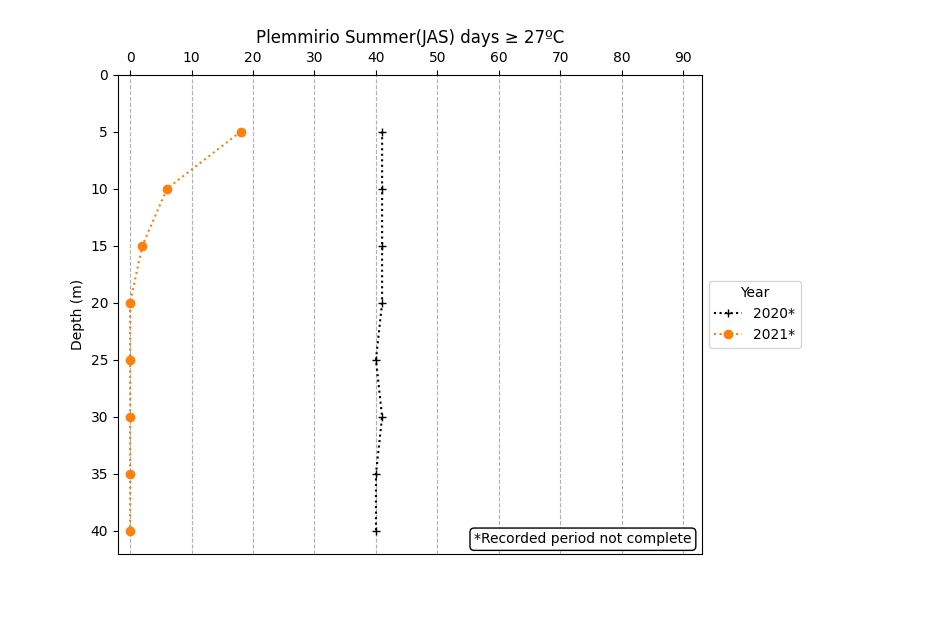 Plemmirio Summer(JAS) days ≥ 27ºC
0 10 20 30 40 50 60 70 80 90
0
5
10
15
20
25
30
35
40
Depth (m)
Year
2020*
2021*
*Recorded period not complete